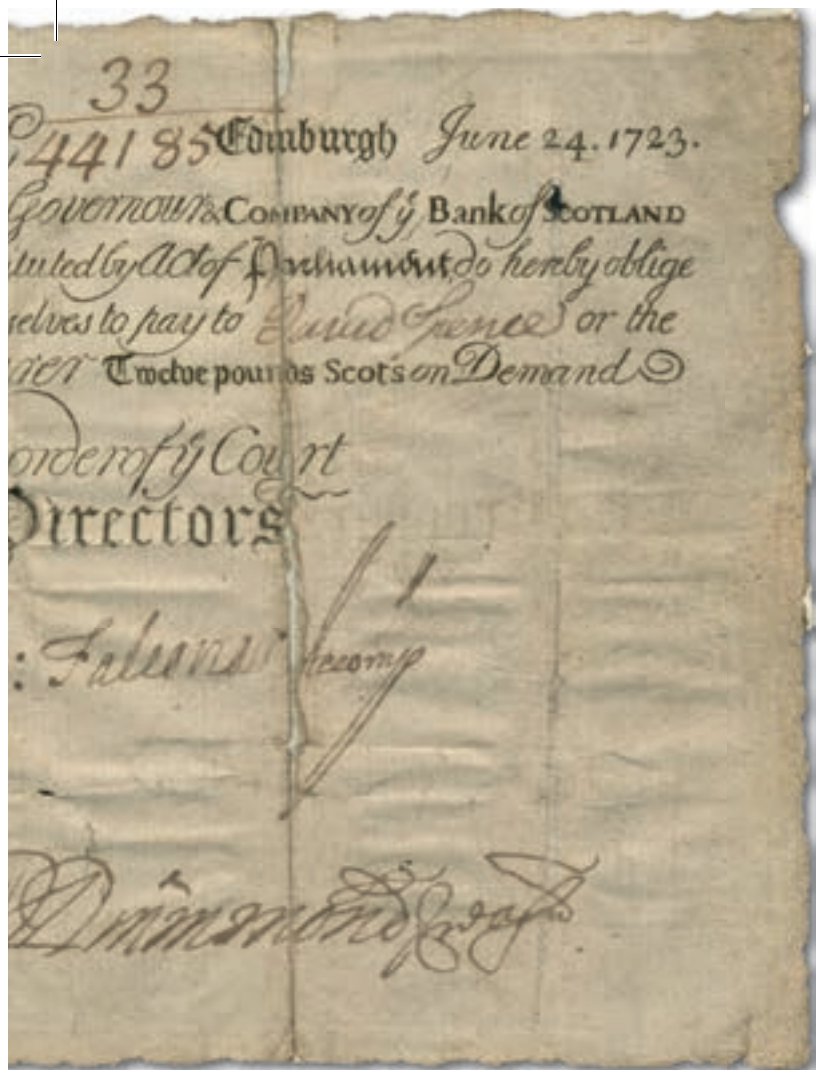 33
44185 Edinburgh June 24. 1723.
Governour & COMPANY of ẏ Bank of SCOTLAND
tuted by Act of Parliament, do hereby oblige
selves to pay to David Spence or the
arer Twelve pounds Scots on Demand
order of ẏ Court
Directors
: Falconar Accomp
Drummond